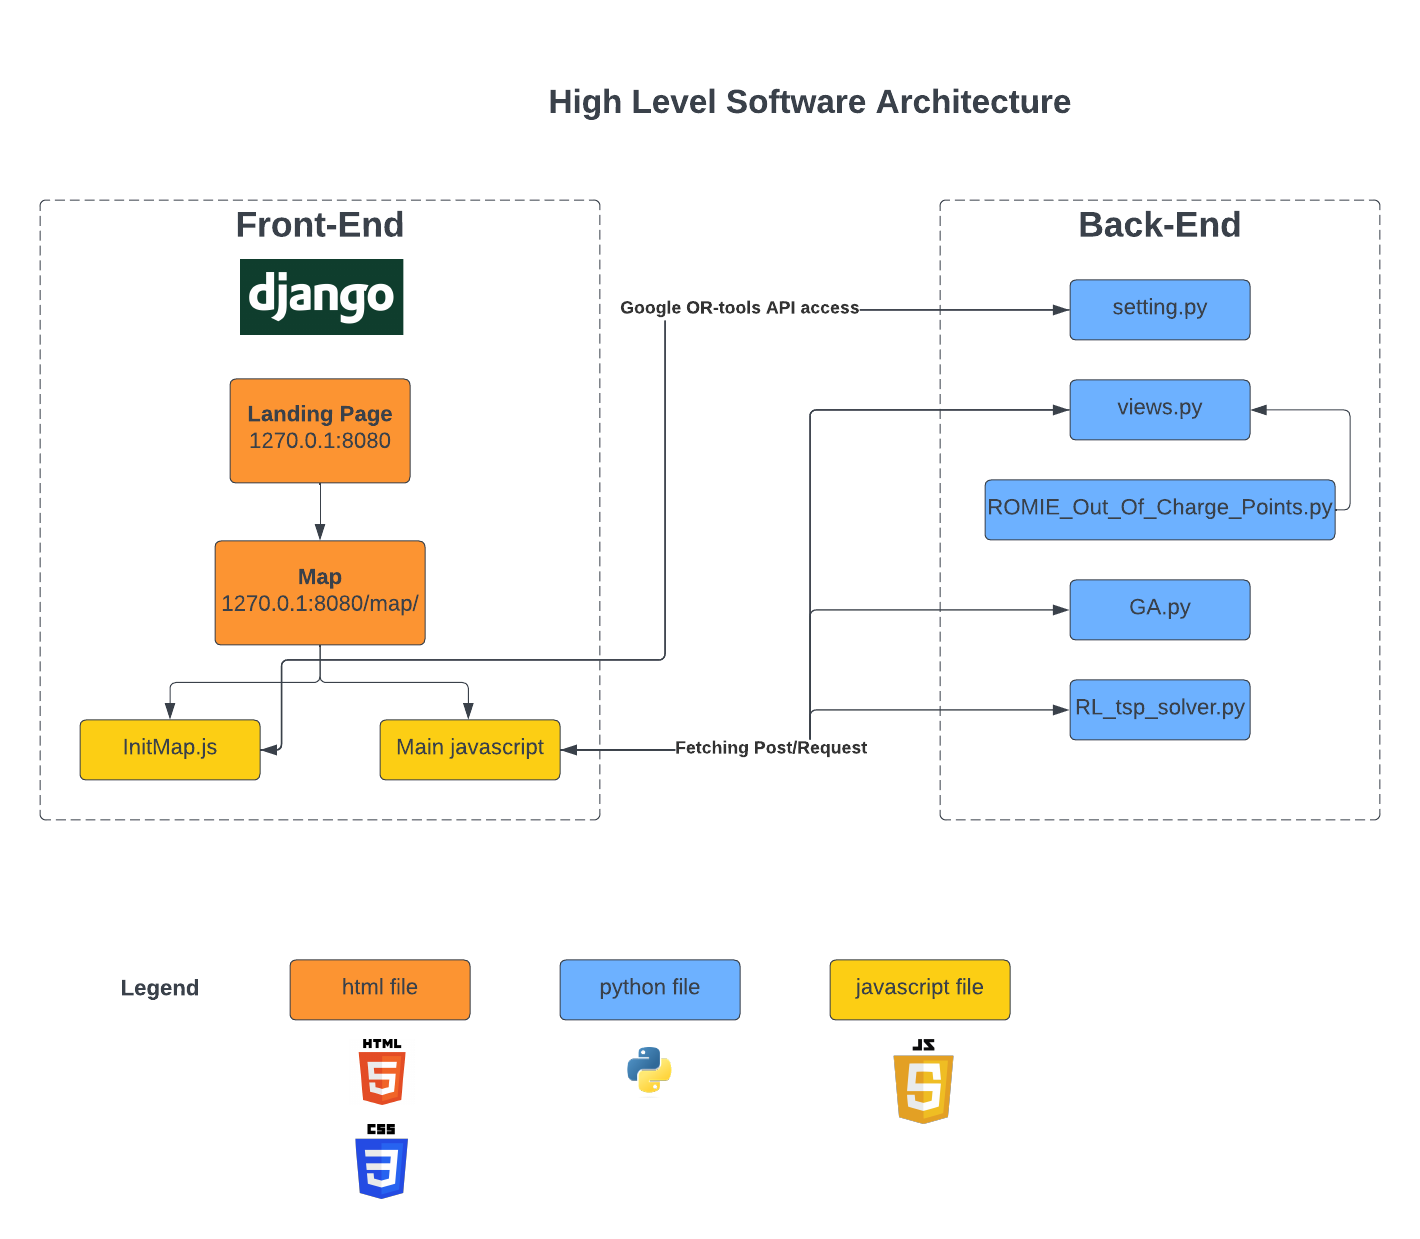 High Level Software Architecture
Front-End
django
Landing Page
1270.0.1:8080
Map
1270.0.1:8080/map/
InitMap.js
Main javascript
Google OR-tools API access
Fetching Post/Request
Back-End
setting.py
views.py
ROMIE_Out_Of_Charge_Points.py
GA.py
RL_tsp_solver.py
Legend
html file
python file
javascript file
HTML
5
JS
CSS
3